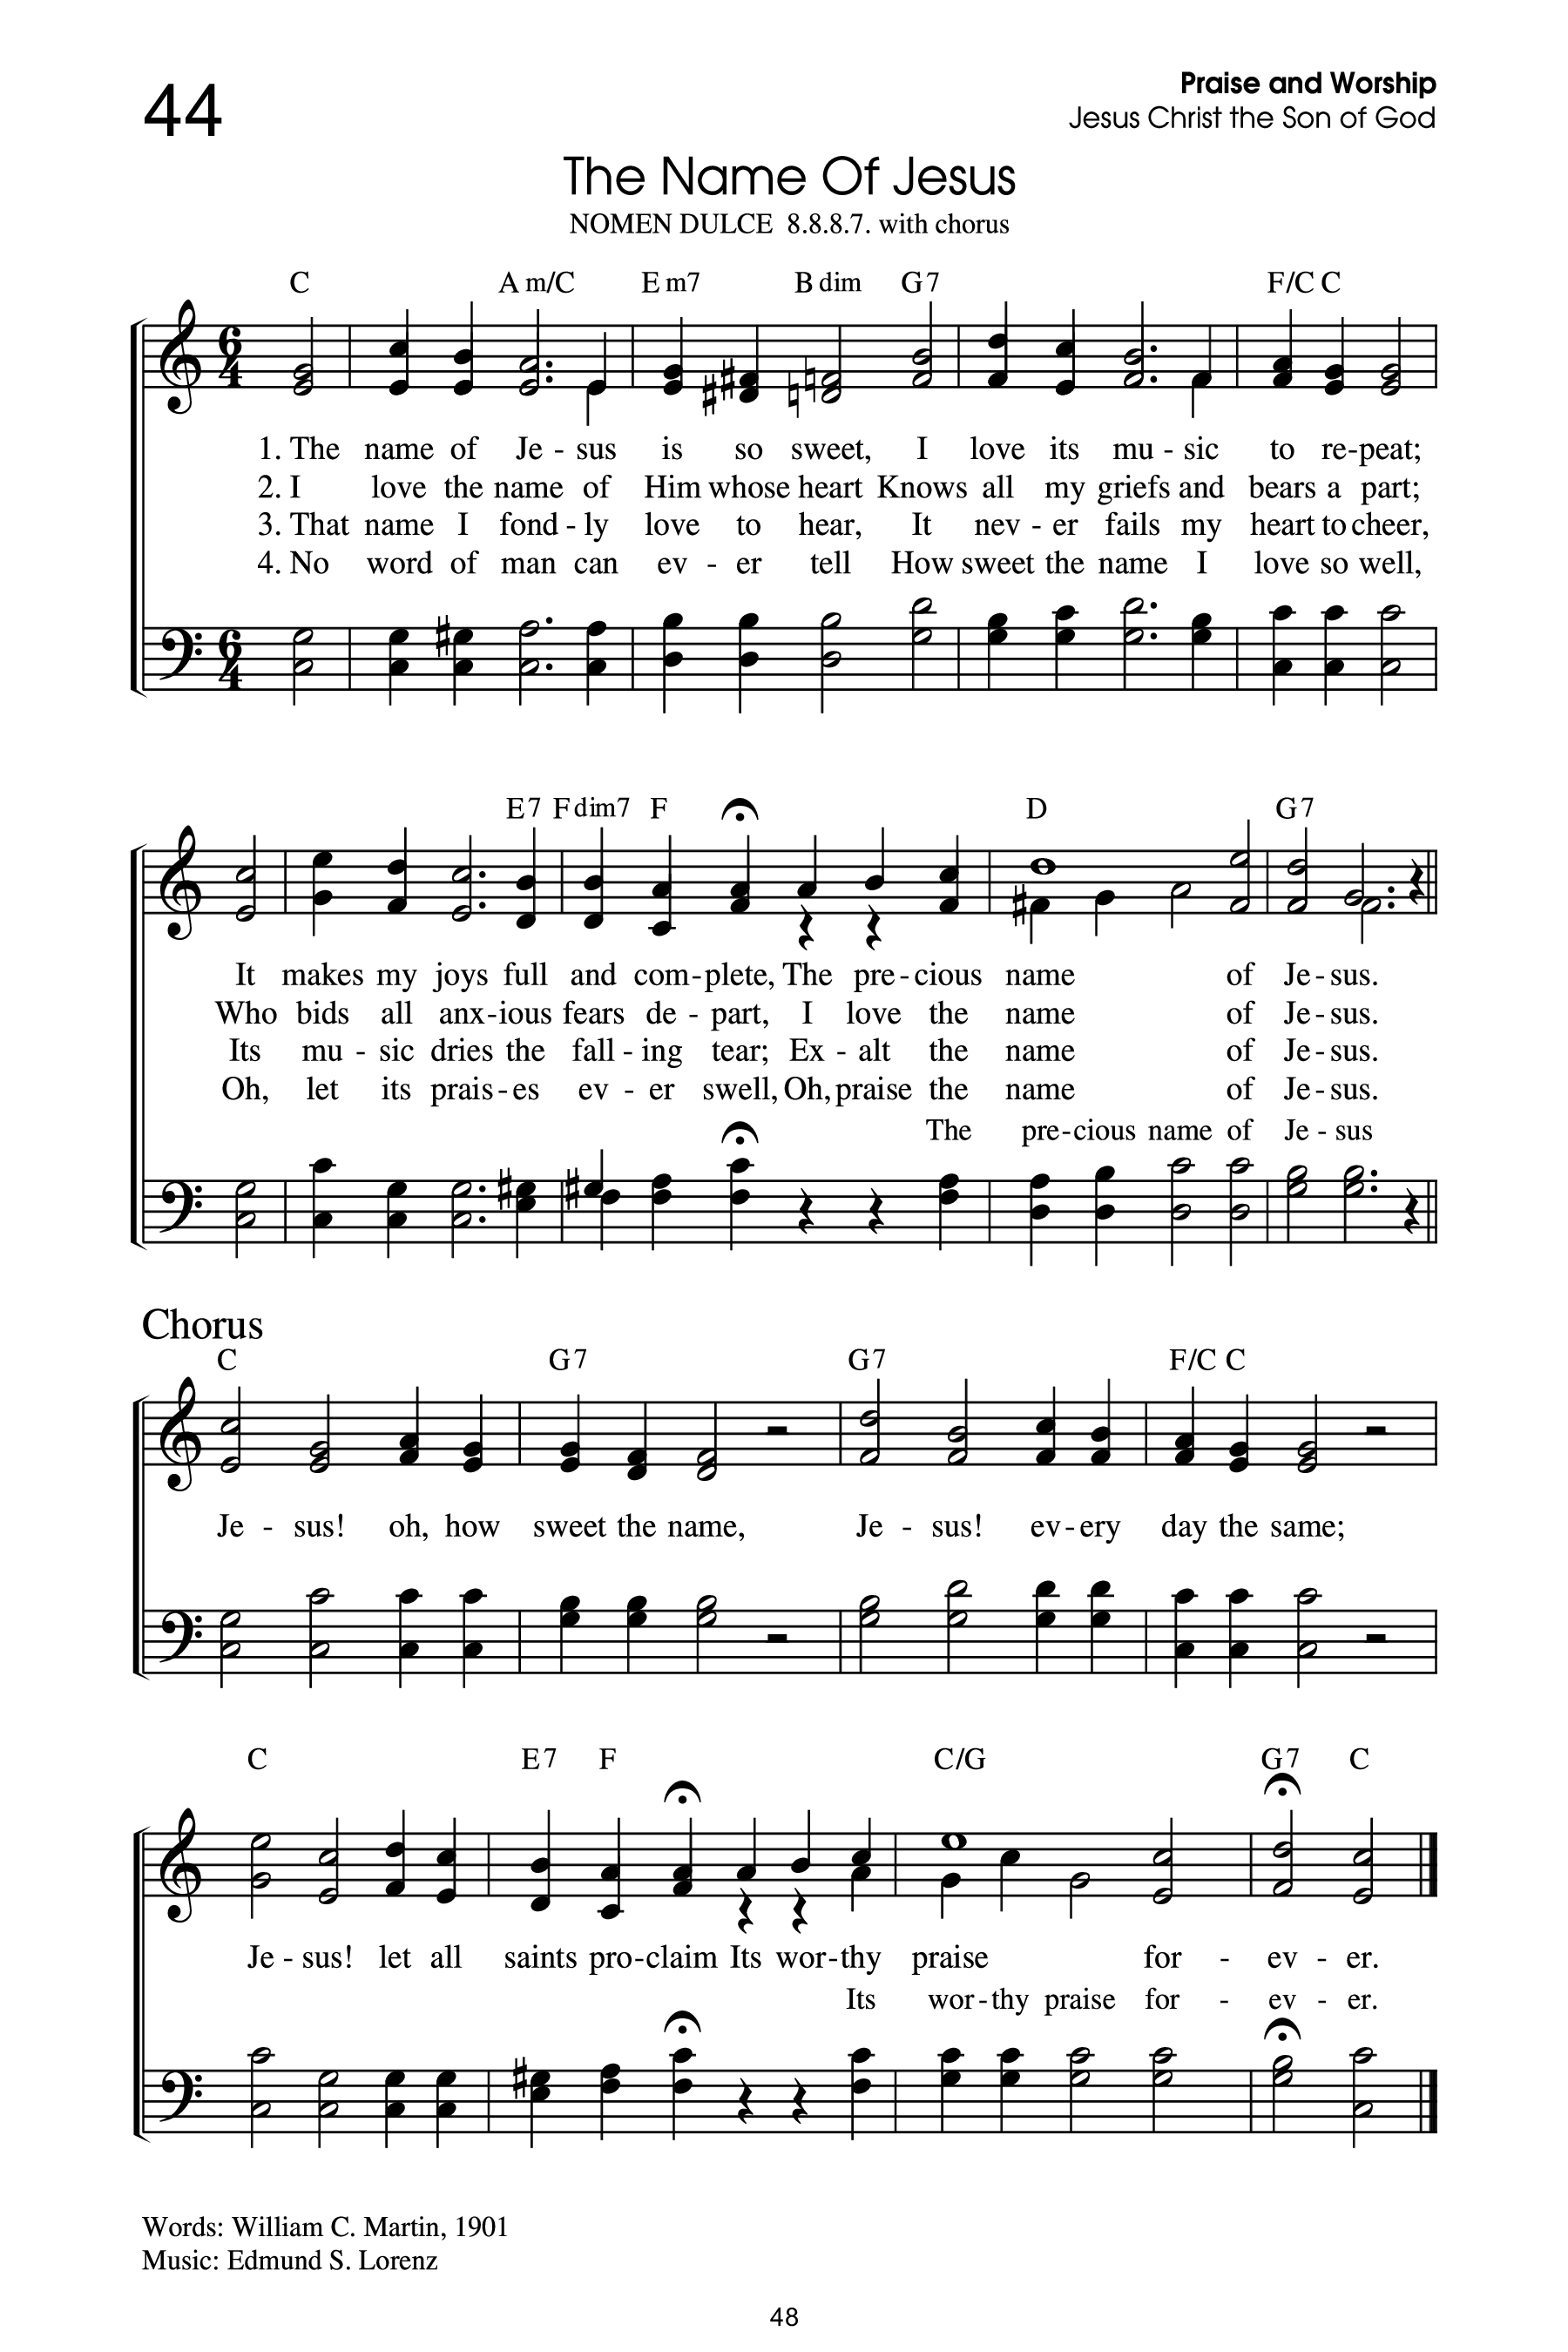 44
Praise and Worship
Jesus Christ the Son of God
The Name Of Jesus
NOMEN DULCE 8.8.8.7. with chorus
C Am/C Em7 Bdim G7 F/C C
6/4
1. The name of Je - sus is so sweet, I love its mu - sic to re - peat;
2. I love the name of Him whose heart Knows all my griefs and bears a part;
3. That name I fond - ly love to hear, It nev - er fails my heart to cheer,
4. No word of man can ev - er tell How sweet the name I love so well,
6/4
E7 Fdim7 F D G7
It makes my joys full and com - plete, The pre - cious name of Je - sus.
Who bids all anx - ious fears de - part, I love the name of Je - sus.
Its mu - sic dries the fall - ing tear; Ex - alt the name of Je - sus.
Oh, let its prais - es ev - er swell, Oh, praise the name of Je - sus.
The pre - cious name of Je - sus
Chorus
C G7 G7 F/C C
Je - sus! oh, how sweet the name, Je - sus! ev - ery day the same;
C E7 F C/G G7 C
Je - sus! let all saints pro - claim Its wor - thy praise for - ev - er.
Its wor - thy praise for - ev - er.
Words: William C. Martin, 1901
Music: Edmund S. Lorenz
48